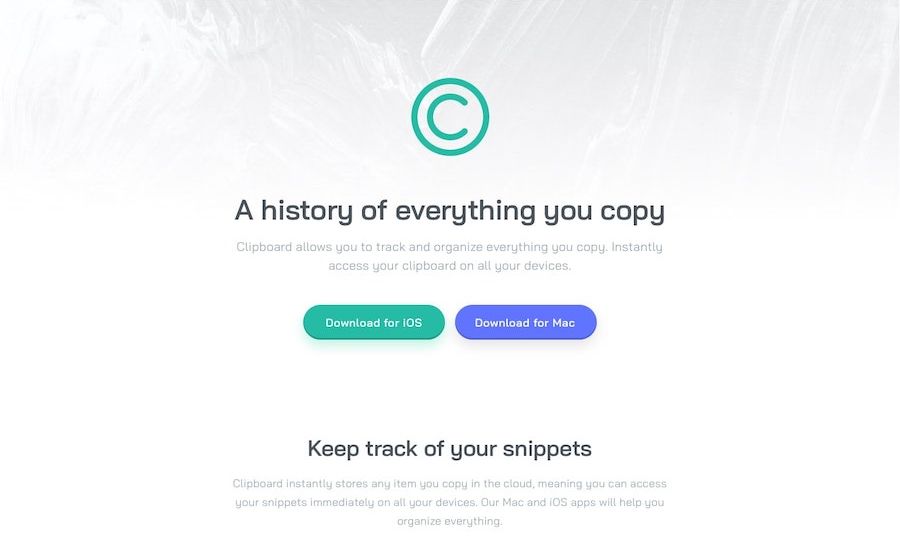 A history of everything you copy
Clipboard allows you to track and organize everything you copy. Instantly
access your clipboard on all your devices.
Download for iOS
Download for Mac
Keep track of your snippets
Clipboard instantly stores any item you copy in the cloud, meaning you can access
your snippets immediately on all your devices. Our Mac and iOS apps will help you
organize everything.